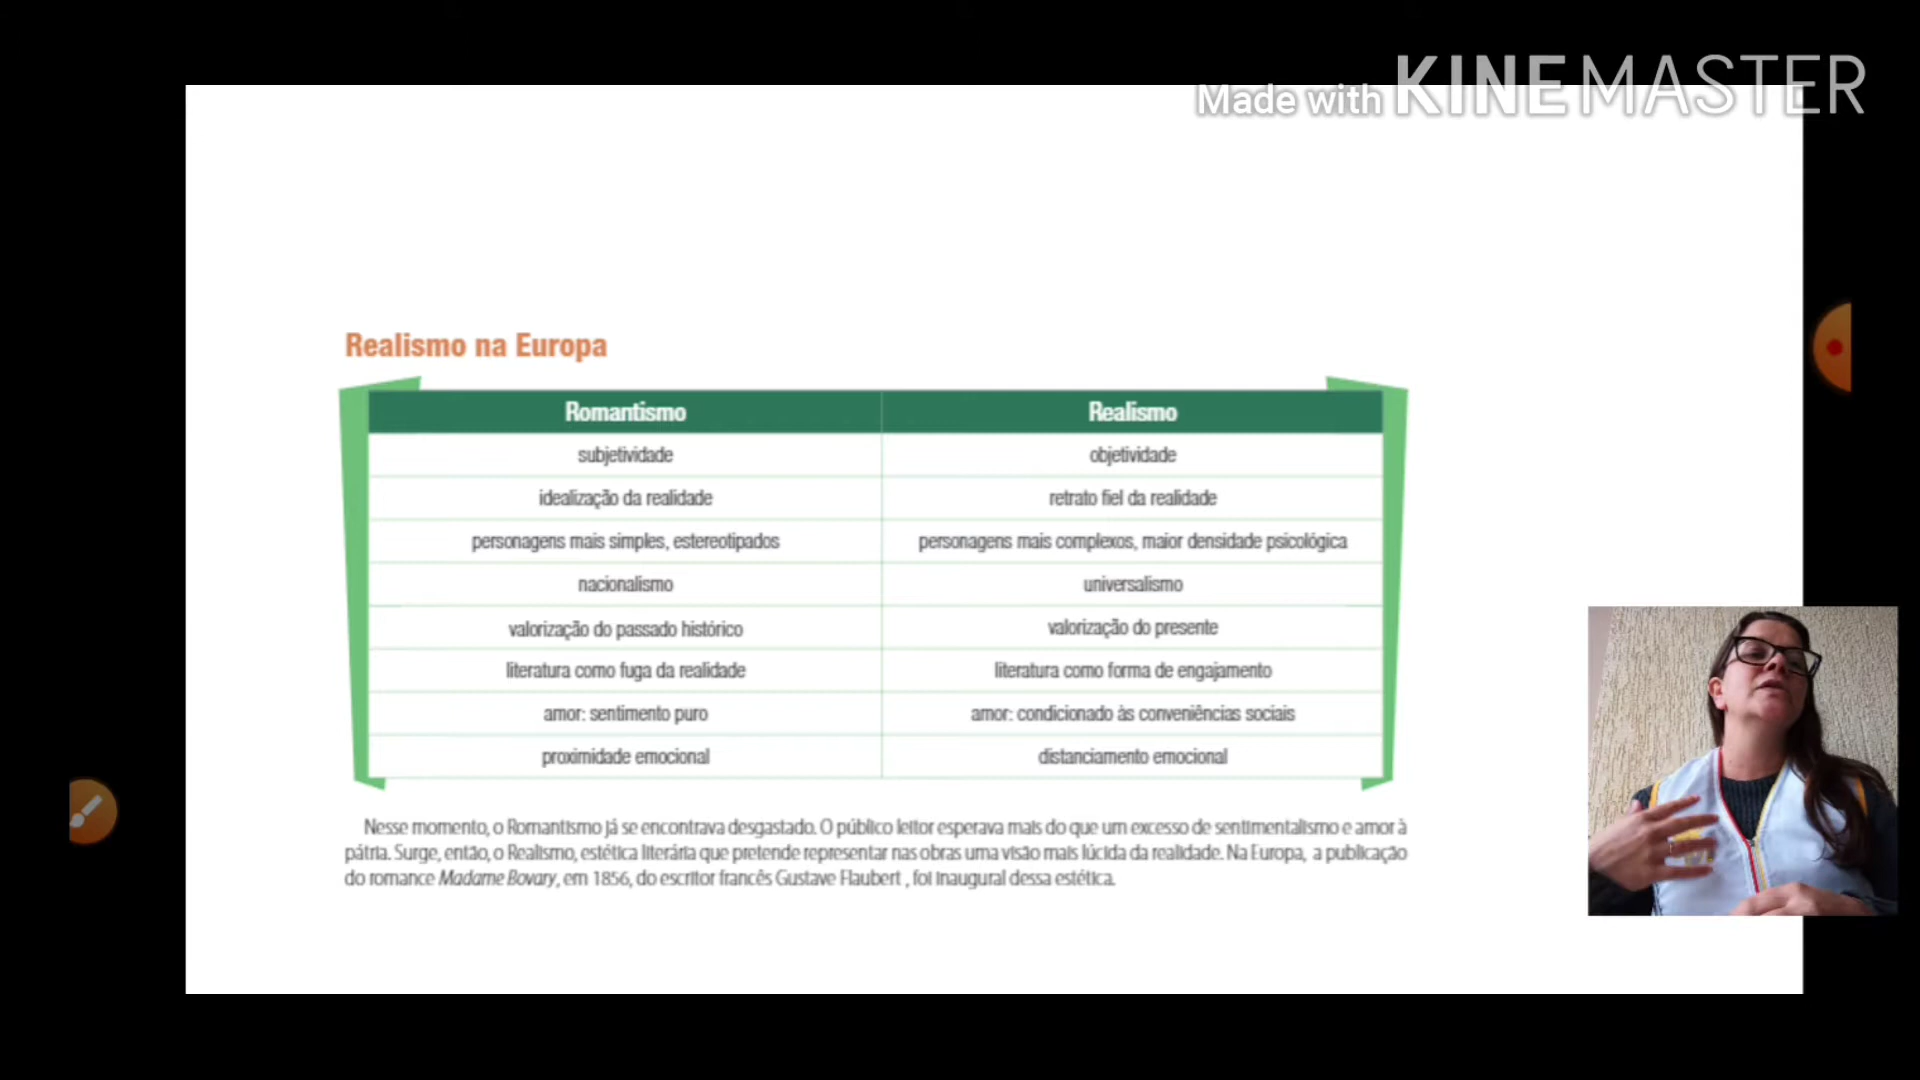 Made with KINEMASTER
Realismo na Europa
Romantismo Realismo
subjetividade objetividade
idealização da realidade retrato fiel da realidade
personagens mais simples, estereotipados personagens mais complexos, maior densidade psicológica
nacionalismo universalismo
valorização do passado histórico valorização do presente
literatura como fuga da realidade literatura como forma de engajamento
amor: sentimento puro amor: condicionado às conveniências sociais
proximidade emocional distanciamento emocional
Nesse momento, o Romantismo já se encontrava desgastado. O público leitor esperava mais do que um excesso de sentimentalismo e amor à
pátria. Surge, então, o Realismo, estética literária que pretende representar nas obras uma visão mais lúcida da realidade. Na Europa, a publicação
do romance Madame Bovary, em 1856, do escritor francês Gustave Flaubert , foi inaugural dessa estética.